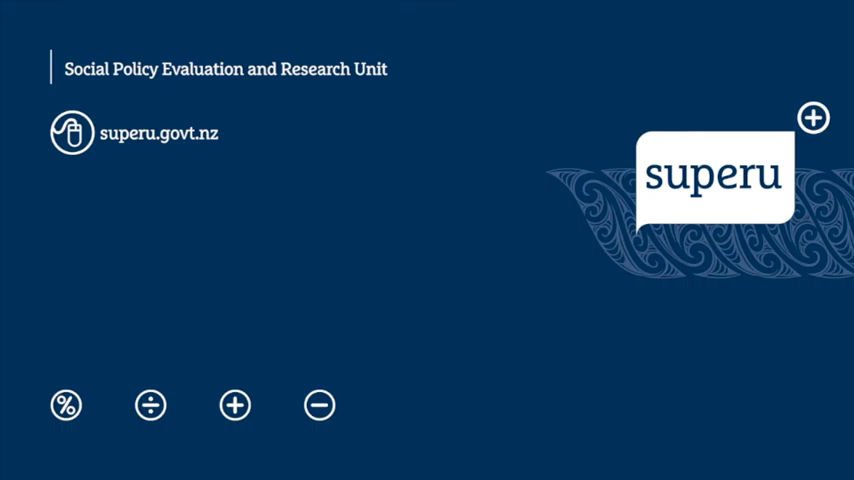 Social Policy Evaluation and Research Unit
superu.govt.nz
superu
% ÷ + −